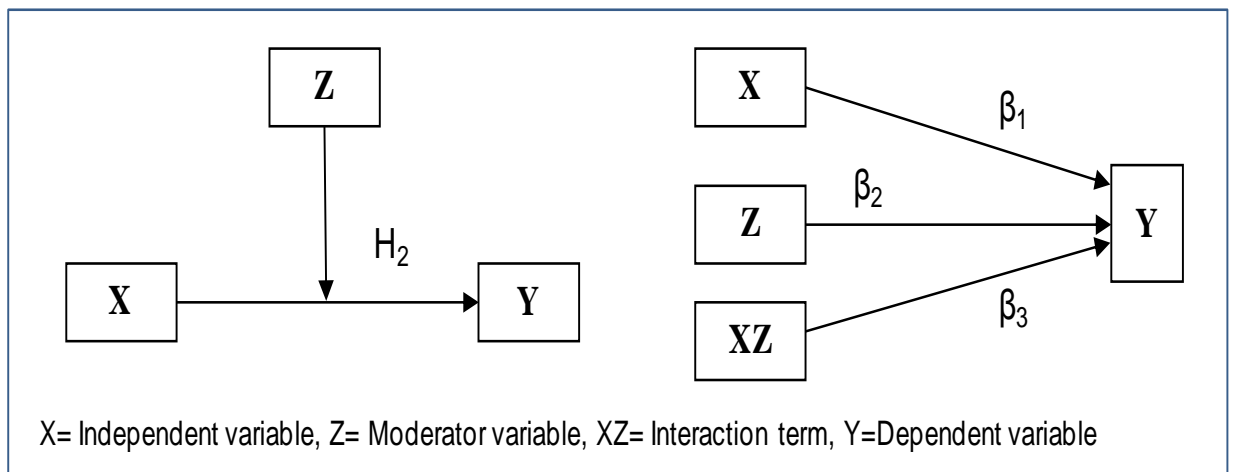 Z
H₂
X
Y
X
β₁
β₂
Z
Y
XZ
β₃
X= Independent variable, Z= Moderator variable, XZ= Interaction term, Y=Dependent variable